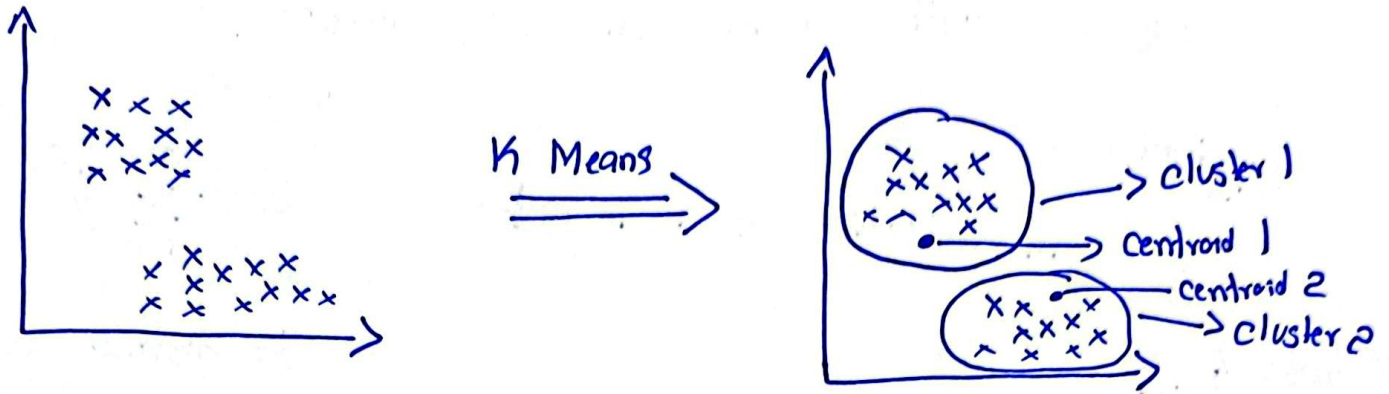 K Means
cluster 1
centroid 1
centroid 2
cluster 2